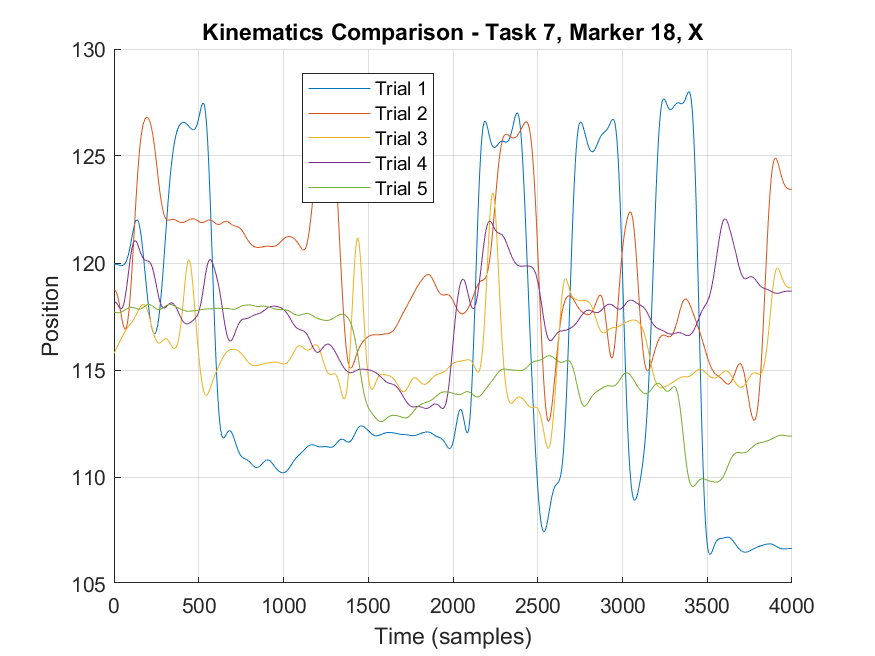 Kinematics Comparison - Task 7, Marker 18, X
130
125
120
115
110
105
Position
Trial 1
Trial 2
Trial 3
Trial 4
Trial 5
0 500 1000 1500 2000 2500 3000 3500 4000
Time (samples)